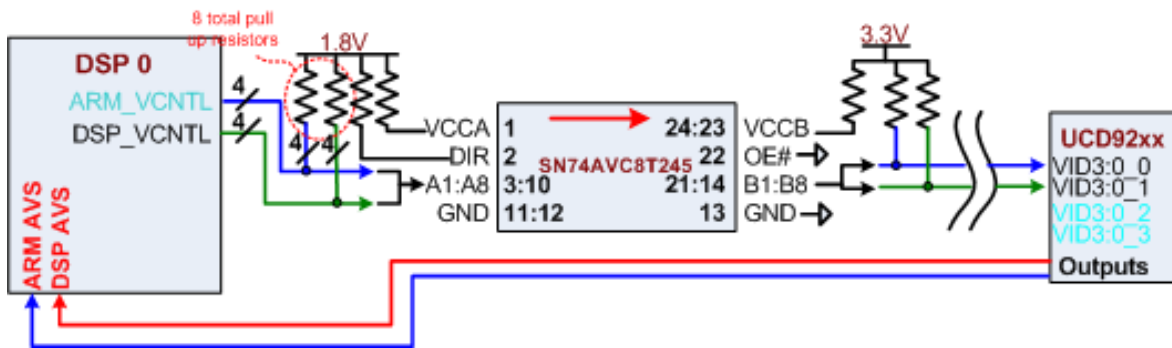 8 total pull
up resistors
1.8V
3.3V
DSP 0
ARM_VCNTL
DSP_VCNTL
4
4
4
4
ARM AVS
DSP AVS
VCCA
DIR
A1:A8
GND
1
2
3:10
11:12
SN74AVC8T245
24:23
22
21:14
13
VCCB
OE#
B1:B8
GND
UCD92xx
VID3:0_0
VID3:0_1
VID3:0_2
VID3:0_3
Outputs